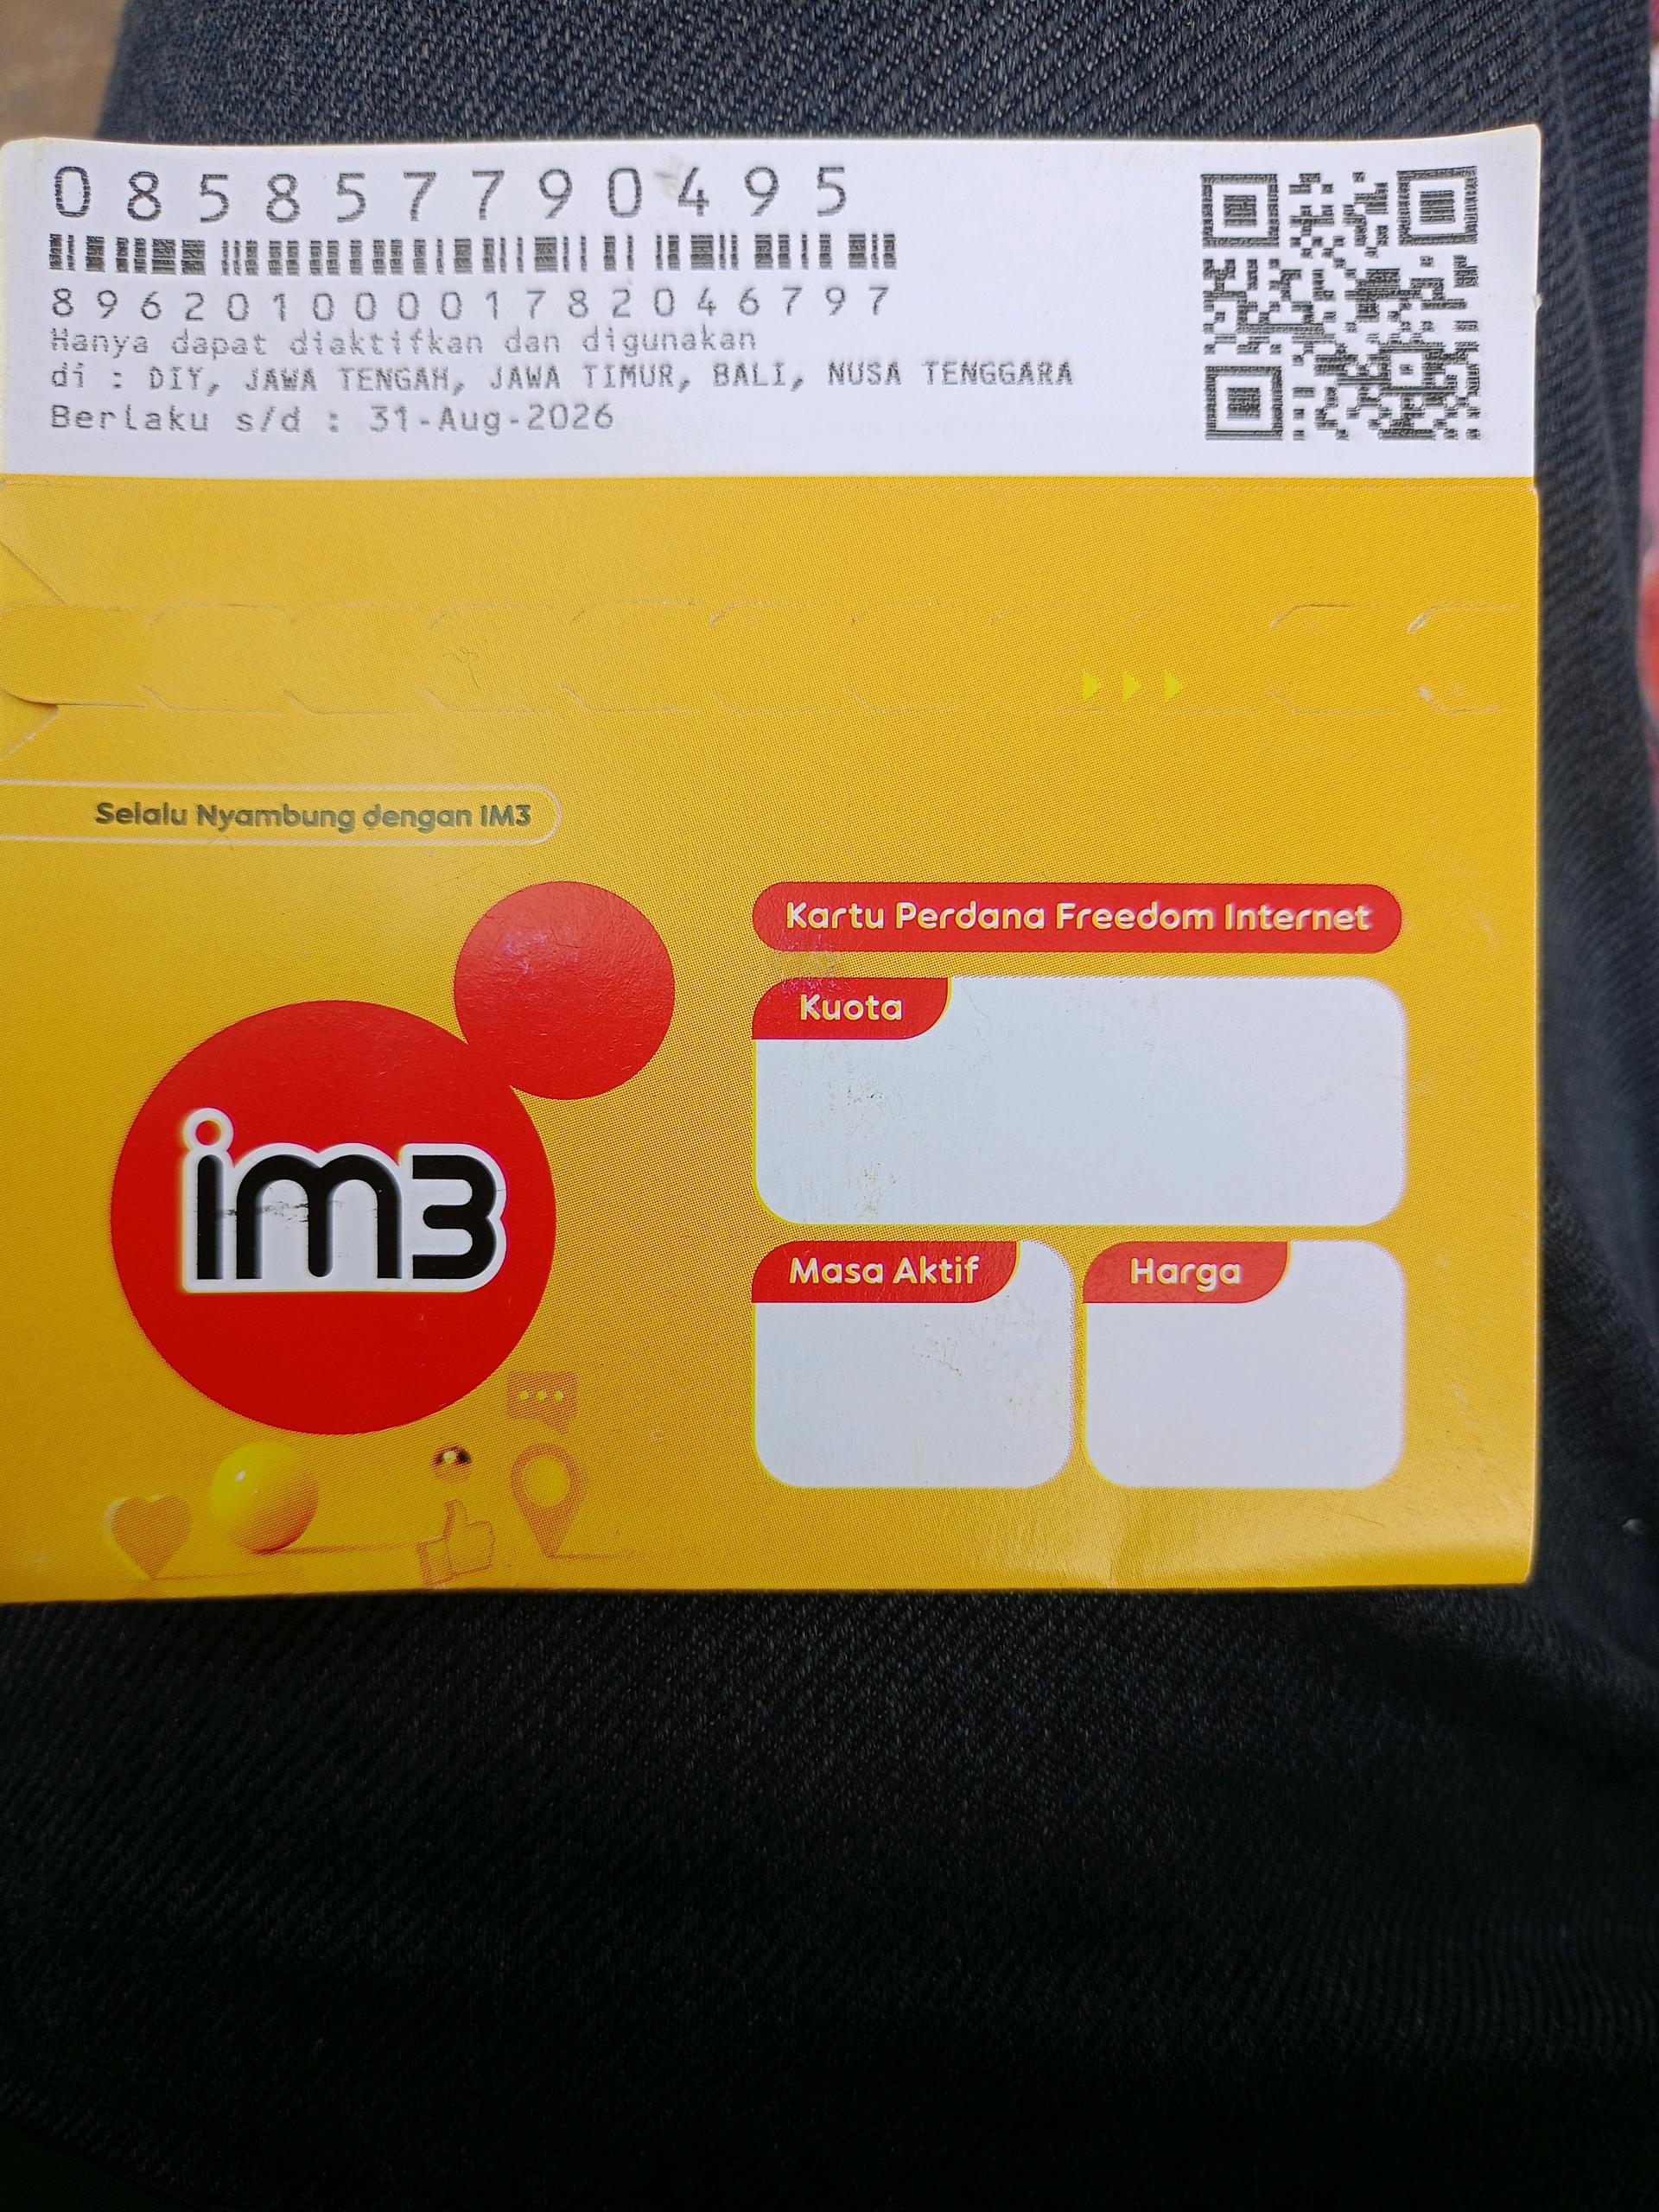 085857790495
89620100001782046797
Hanya dapat diaktifkan dan digunakan
di : DIY, JAWA TENGAH, JAWA TIMUR, BALI, NUSA TENGGARA
Berlaku s/d : 31-Aug-2026
Selalu Nyambung dengan IM3
Kartu Perdana Freedom Internet
Kuota
im3
Masa Aktif
Harga